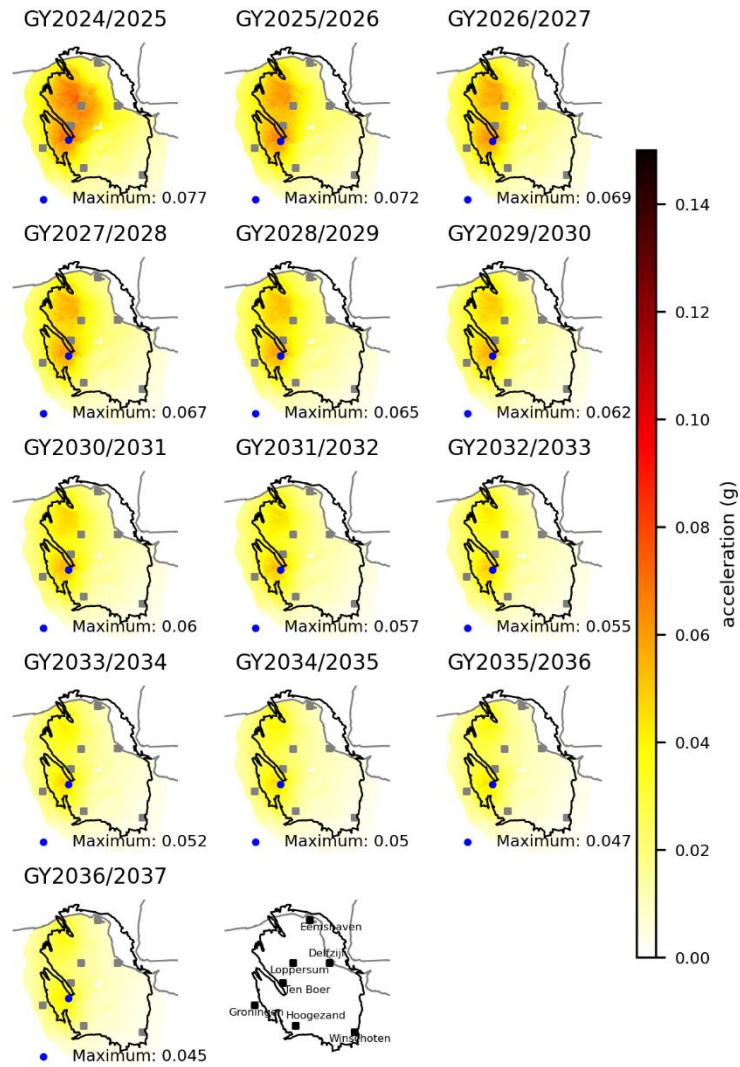 GY2024/2025
GY2025/2026
GY2026/2027
Maximum: 0.077
Maximum: 0.072
Maximum: 0.069
GY2027/2028
GY2028/2029
GY2029/2030
Maximum: 0.067
Maximum: 0.065
Maximum: 0.062
GY2030/2031
GY2031/2032
GY2032/2033
Maximum: 0.06
Maximum: 0.057
Maximum: 0.055
GY2033/2034
GY2034/2035
GY2035/2036
Maximum: 0.052
Maximum: 0.05
Maximum: 0.047
GY2036/2037
Maximum: 0.045
Eemshaven
Delfzijl
Loppersum
Ten Boer
Groningen
Hoogezand
Winschoten
0.14
0.12
0.10
0.08
0.06
0.04
0.02
0.00
acceleration (g)